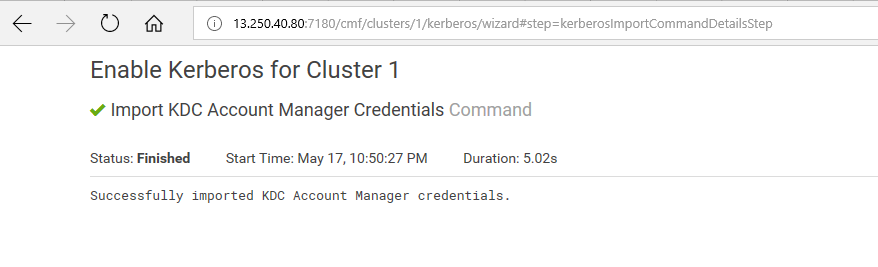 13.250.40.80:7180/cmf/clusters/1/kerberos/wizard#step=kerberosImportCommandDetailsStep
Enable Kerberos for Cluster 1
Import KDC Account Manager Credentials Command
Status: Finished Start Time: May 17, 10:50:27 PM Duration: 5.02s
Successfully imported KDC Account Manager credentials.